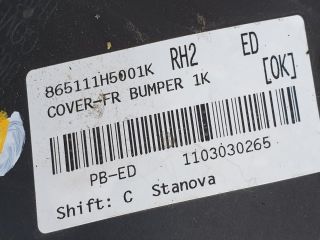 865111H5001K RH2 ED
COVER-FR BUMPER 1K [OK]
PB-ED 1103030265
Shift: C Stanova